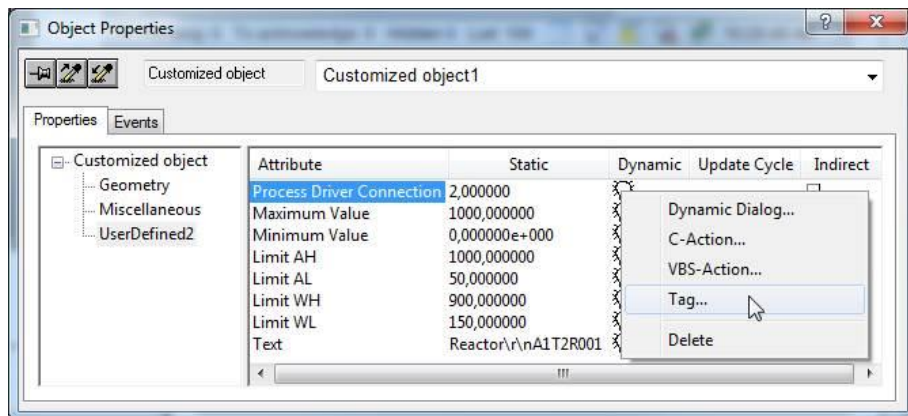 Object Properties
Customized object Customized object1
Properties Events
Customized object
Geometry
Miscellaneous
UserDefined2
Attribute Static Dynamic Update Cycle Indirect
Process Driver Connection 2,000000
Maximum Value 1000,000000
Minimum Value 0,000000e+000
Limit AH 1000,000000
Limit AL 50,000000
Limit WH 900,000000
Limit WL 150,000000
Text Reactor\r\nA1T2R001
Dynamic Dialog...
C-Action...
VBS-Action...
Tag...
Delete